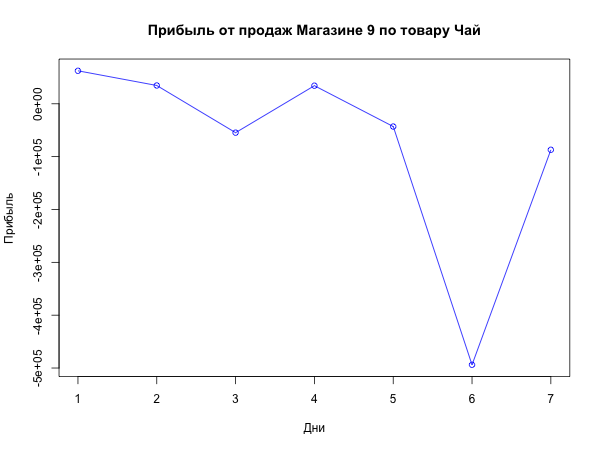 Прибыль от продаж Магазине 9 по товару Чай
Прибыль
0e+00
-1e+05
-2e+05
-3e+05
-4e+05
-5e+05
1 2 3 4 5 6 7
Дни